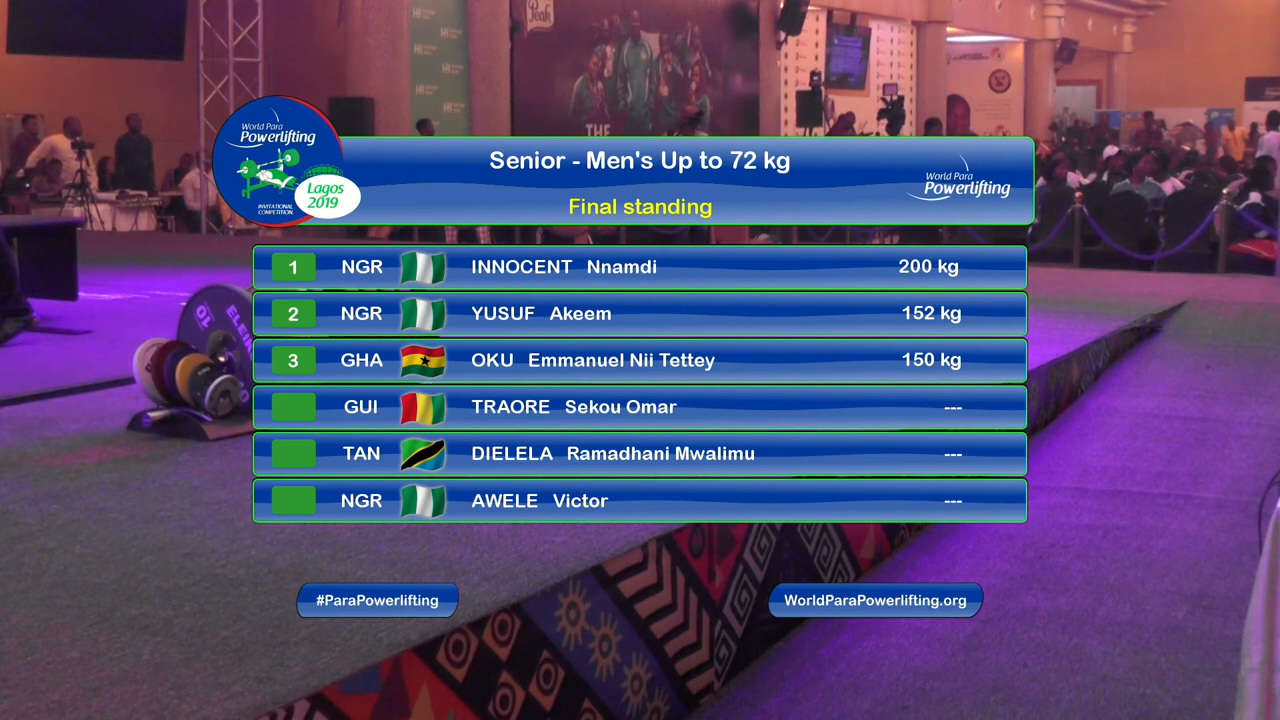 Peak
THE
World Para
Powerlifting
Lagos
2019
INVITATIONAL
COMPETITION
Senior - Men's Up to 72 kg
Final standing
World Para
Powerlifting
1 NGR INNOCENT Nnamdi 200 kg
2 NGR YUSUF Akeem 152 kg
3 GHA OKU Emmanuel Nii Tettey 150 kg
GUI TRAORE Sekou Omar ---
TAN DIELELA Ramadhani Mwalimu ---
NGR AWELE Victor ---
#ParaPowerlifting
WorldParaPowerlifting.org